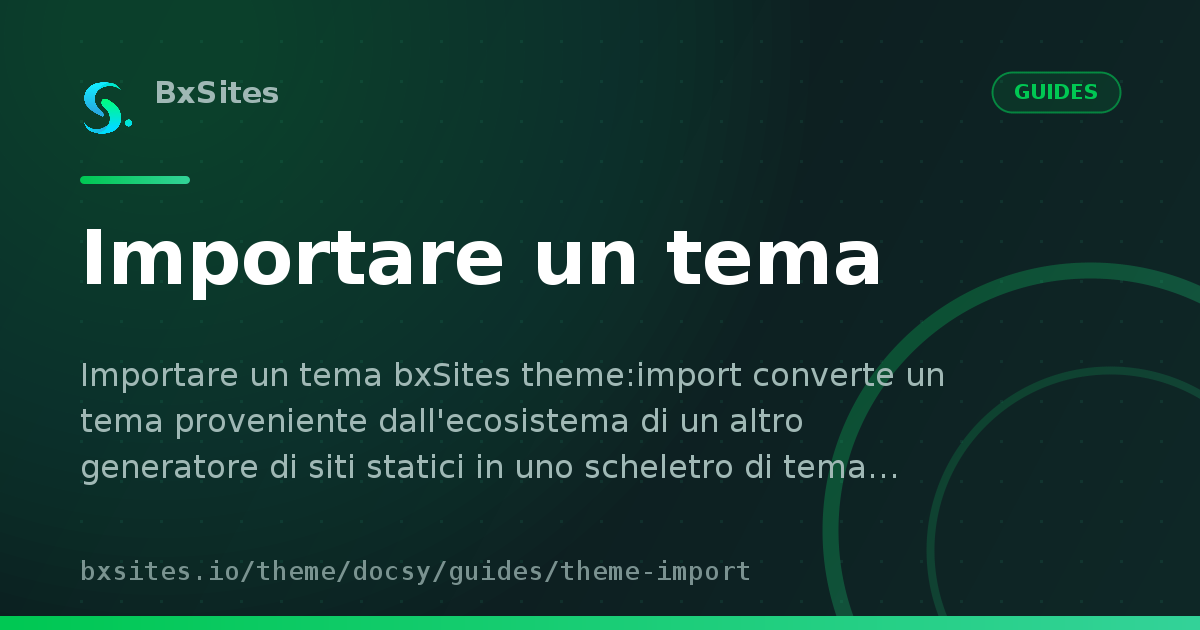 BxSites
GUIDES
Importare un tema
Importare un tema bxSites theme:import converte un
tema proveniente dall'ecosistema di un altro
generatore di siti statici in uno scheletro di tema...
bxsites.io/theme/docsy/guides/theme-import